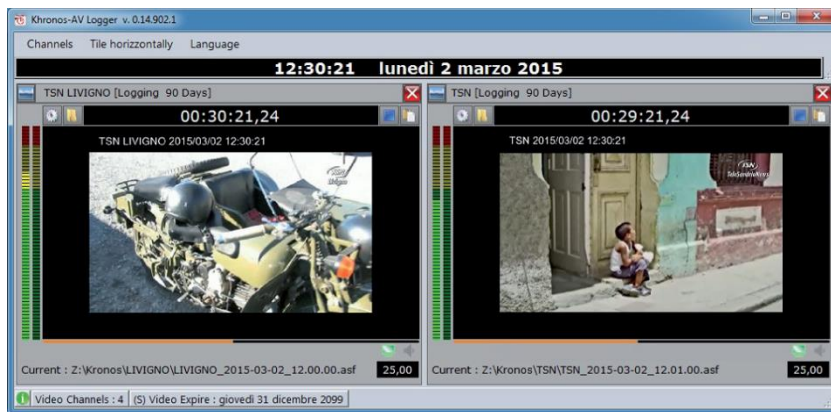 Khronos-AV Logger v. 0.14.902.1
Channels Tile horizzontally Language
12:30:21 lunedì 2 marzo 2015
TSN LIVIGNO [Logging 90 Days]
00:30:21,24
TSN LIVIGNO 2015/03/02 12:30:21
TSN
Livigno
Current : Z:\Kronos\LIVIGNO\LIVIGNO_2015-03-02_12.00.00.asf 25,00
TSN [Logging 90 Days]
00:29:21,24
TSN 2015/03/02 12:30:21
TSN
TeleSondrioNews
Current : Z:\Kronos\TSN\TSN_2015-03-02_12.01.00.asf 25,00
Video Channels : 4 (S) Video Expire : giovedì 31 dicembre 2099